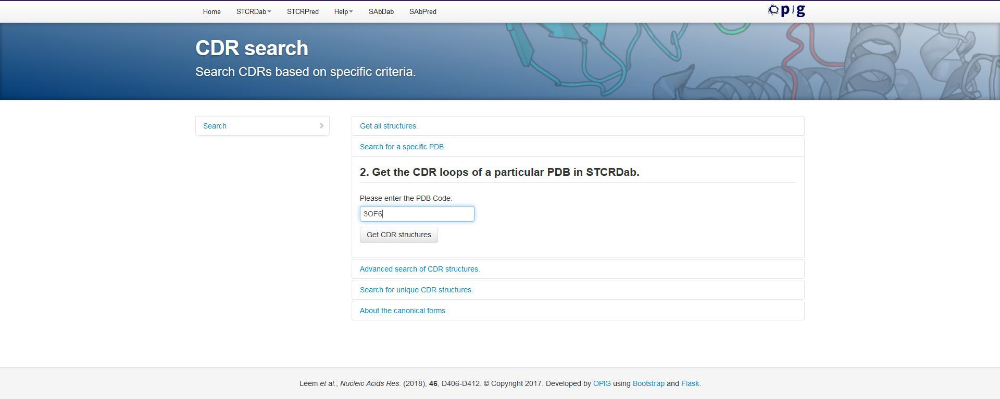 Home STCRDab STCRPred Help SAbDab SAbPred opig
CDR search
Search CDRs based on specific criteria.
Search
Get all structures.
Search for a specific PDB.
2. Get the CDR loops of a particular PDB in STCRDab.
Please enter the PDB Code:
3OF6
Get CDR structures
Advanced search of CDR structures.
Search for unique CDR structures.
About the canonical forms
Leem et al., Nucleic Acids Res. (2018), 46, D406-D412. © Copyright 2017. Developed by OPIG using Bootstrap and Flask.